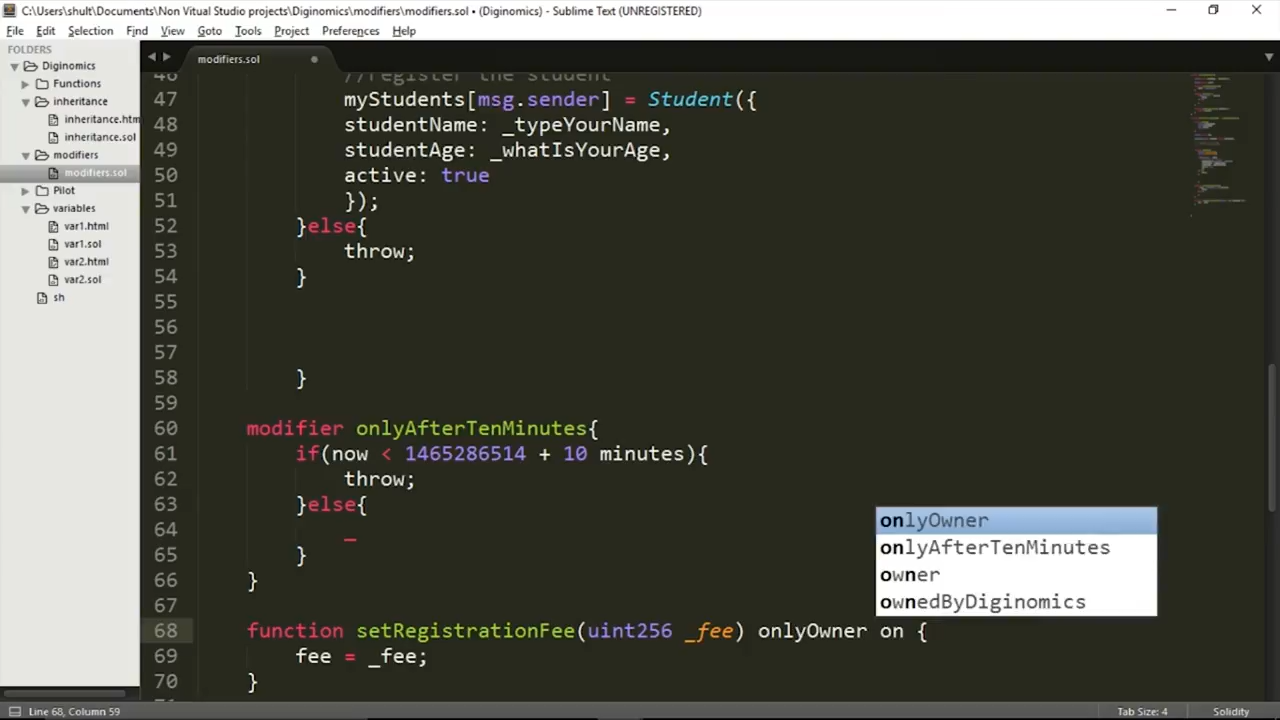 C:\Users\shult\Documents\Non Vitual Studio projects\Diginomics\modifiers\modifiers.sol • (Diginomics) - Sublime Text (UNREGISTERED)
File Edit Selection Find View Goto Tools Project Preferences Help
FOLDERS
Diginomics
Functions
inheritance
inheritance.htm
inheritance.sol
modifiers
modifiers.sol
Pilot
variables
var1.html
var1.sol
var2.html
var2.sol
sh
modifiers.sol
46 //register the student
47 myStudents[msg.sender] = Student({
48 studentName: _typeYourName,
49 studentAge: _whatIsYourAge,
50 active: true
51 });
52 }else{
53 throw;
54 }
55
56
57
58 }
59
60 modifier onlyAfterTenMinutes{
61 if(now < 1465286514 + 10 minutes){
62 throw;
63 }else{
64 _
65 }
66 }
67
68 function setRegistrationFee(uint256 _fee) onlyOwner on {
69 fee = _fee;
70 }
onlyOwner
onlyAfterTenMinutes
owner
ownedByDiginomics
Line 68, Column 59
Tab Size: 4
Solidity